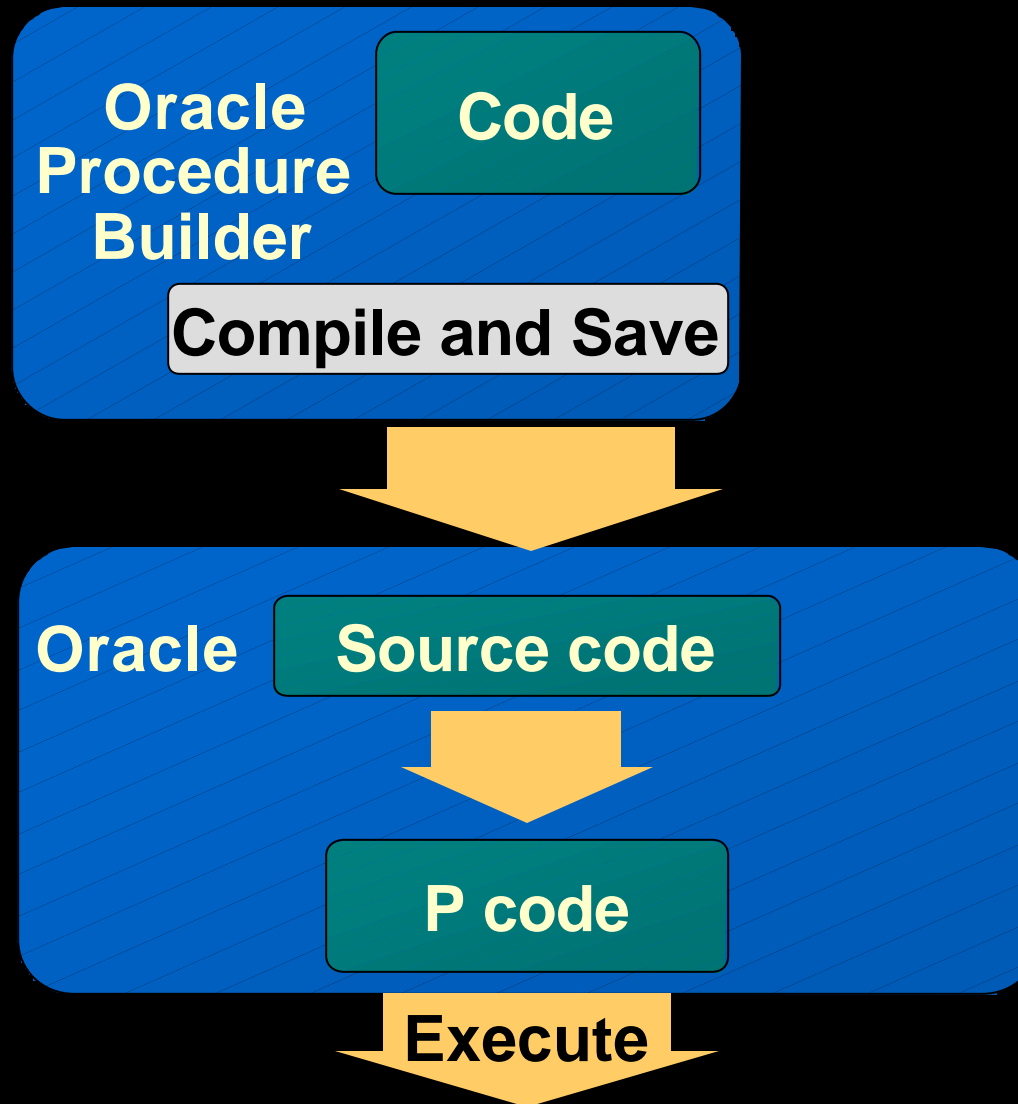 Oracle
Procedure
Builder
Code
Compile and Save
Oracle
Source code
P code
Execute